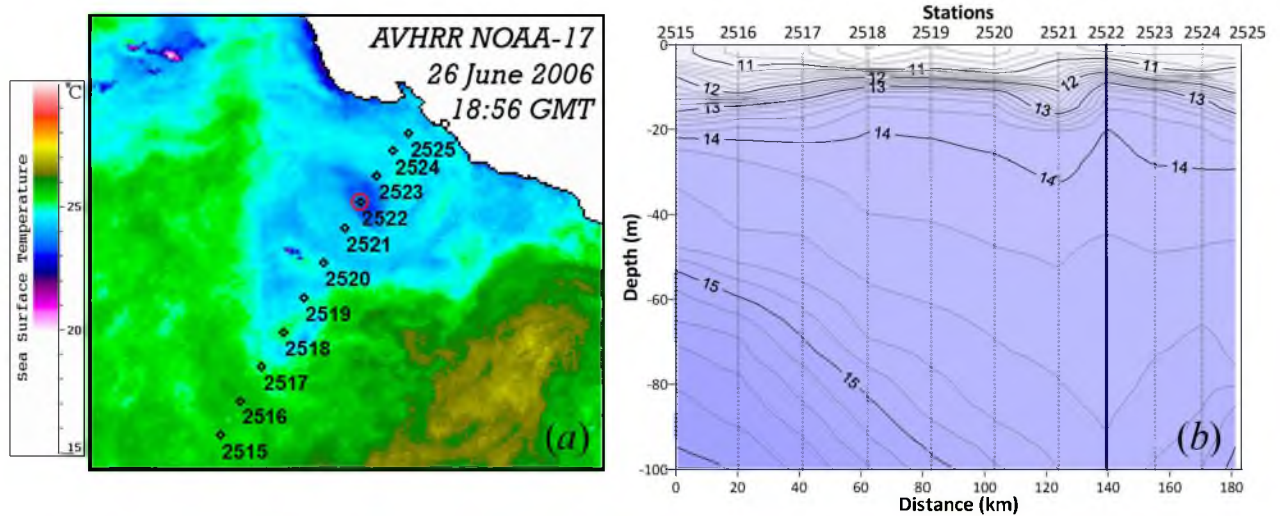 AVHRR NOAA-17
26 June 2006
18:56 GMT
°C
25
20
15
Sea Surface Temperature
2525
2524
2523
2522
2521
2520
2519
2518
2517
2516
2515
(a)
Stations
2515 2516 2517 2518 2519 2520 2521 2522 2523 2524 2525
0
-20
-40
-60
-80
-100
Depth (m)
11 11 11
12 12 12
13 13 13 13
14 14 14 14
15
15
(b)
0 20 40 60 80 100 120 140 160 180
Distance (km)